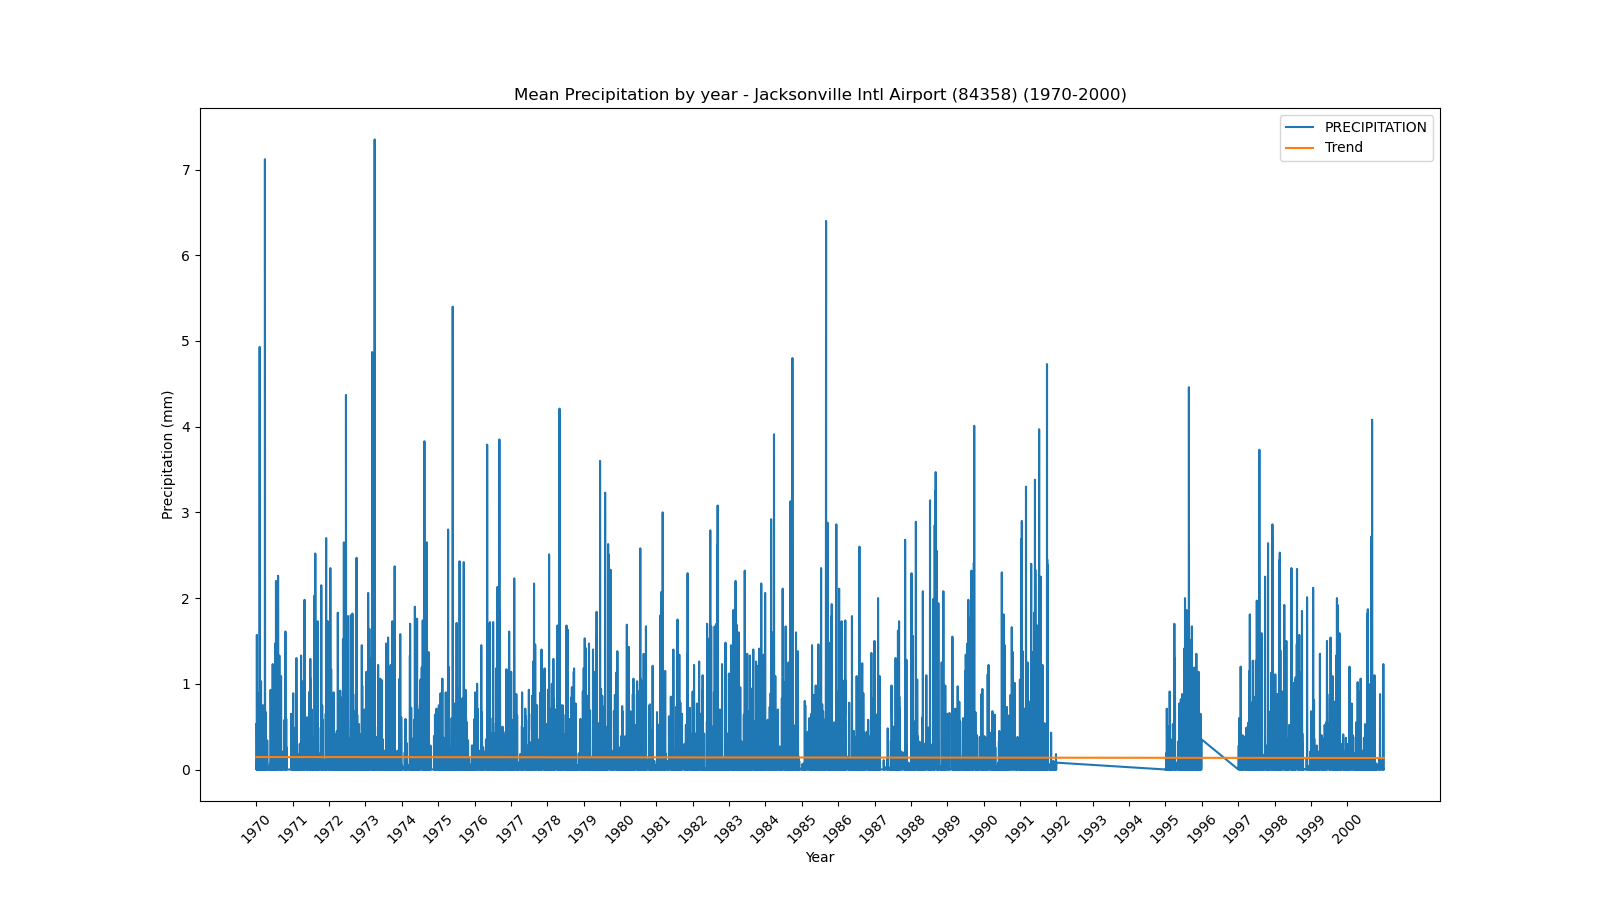 Mean Precipitation by year - Jacksonville Intl Airport (84358) (1970-2000)
PRECIPITATION
Trend
7
6
5
4
3
2
1
0
Precipitation (mm)
1970 1971 1972 1973 1974 1975 1976 1977 1978 1979 1980 1981 1982 1983 1984 1985 1986 1987 1988 1989 1990 1991 1992 1993 1994 1995 1996 1997 1998 1999 2000
Year